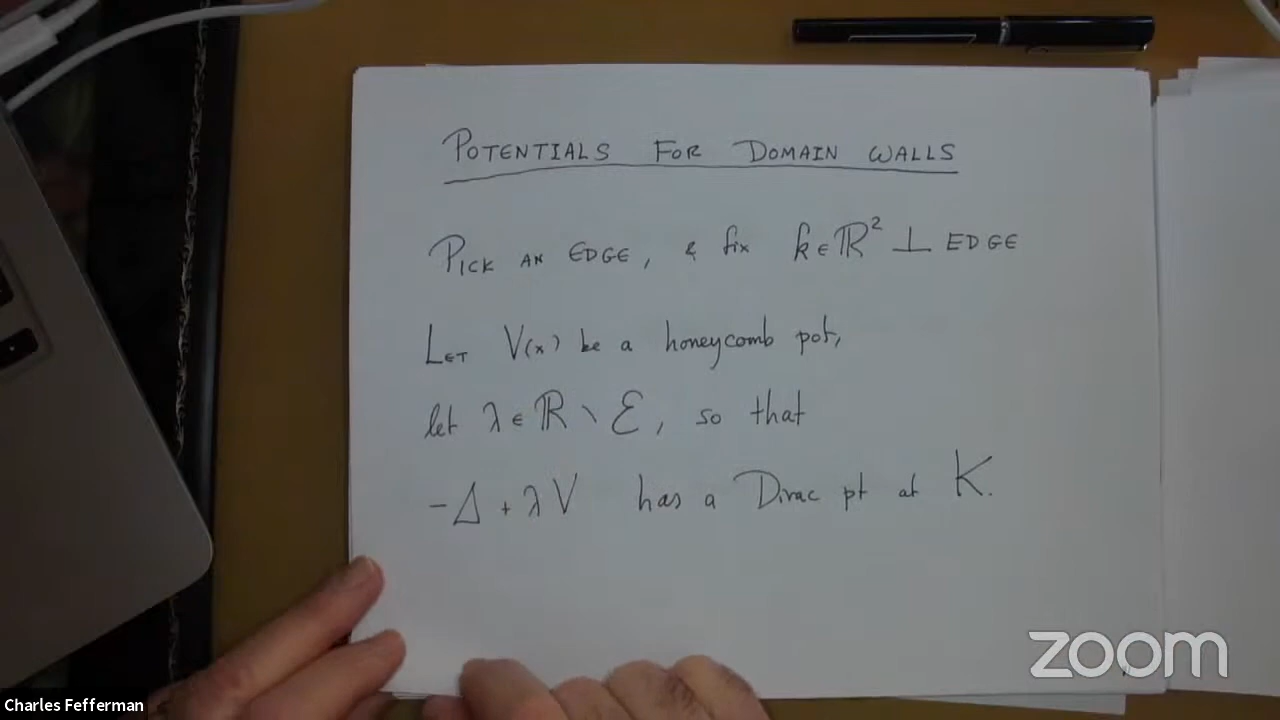 POTENTIALS FOR DOMAIN WALLS
PICK AN EDGE, & fix k∈ℝ² ⊥ EDGE
LET V(x) be a honeycomb pot,
let λ∈ℝ \ ℰ, so that
-Δ + λV has a Dirac pt at K.
zoom
Charles Fefferman